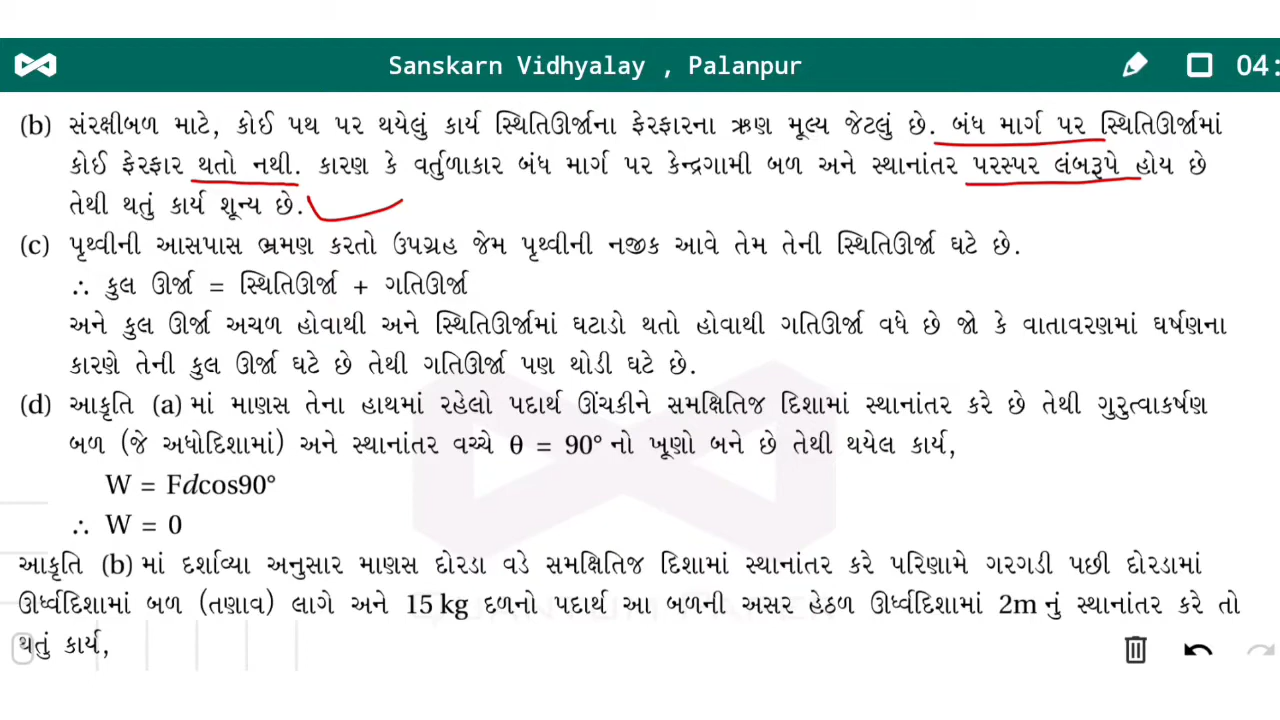 Sanskarn Vidhyalay , Palanpur
04:
(b) સંરક્ષીબળ માટે, કોઈ પથ પર થયેલું કાર્ય સ્થિતિઊર્જાના ફેરફારના ઋણ મૂલ્ય જેટલું છે. બંધ માર્ગ પર સ્થિતિઊર્જામાં
કોઈ ફેરફાર થતો નથી. કારણ કે વર્તુળાકાર બંધ માર્ગ પર કેન્દ્રગામી બળ અને સ્થાનાંતર પરસ્પર લંબરૂપે હોય છે
તેથી થતું કાર્ય શૂન્ય છે.
(c) પૃથ્વીની આસપાસ ભ્રમણ કરતો ઉપગ્રહ જેમ પૃથ્વીની નજીક આવે તેમ તેની સ્થિતિઊર્જા ઘટે છે.
∴ કુલ ઊર્જા = સ્થિતિઊર્જા + ગતિઊર્જા
અને કુલ ઊર્જા અચળ હોવાથી અને સ્થિતિઊર્જામાં ઘટાડો થતો હોવાથી ગતિઊર્જા વધે છે જો કે વાતાવરણમાં ઘર્ષણના
કારણે તેની કુલ ઊર્જા ઘટે છે તેથી ગતિઊર્જા પણ થોડી ઘટે છે.
(d) આકૃતિ (a) માં માણસ તેના હાથમાં રહેલો પદાર્થ ઊંચકીને સમક્ષિતિજ દિશામાં સ્થાનાંતર કરે છે તેથી ગુરુત્વાકર્ષણ
બળ (જે અધોદિશામાં) અને સ્થાનાંતર વચ્ચે θ = 90° નો ખૂણો બને છે તેથી થયેલ કાર્ય,
W = Fdcos90°
∴ W = 0
આકૃતિ (b) માં દર્શાવ્યા અનુસાર માણસ દોરડા વડે સમક્ષિતિજ દિશામાં સ્થાનાંતર કરે પરિણામે ગરગડી પછી દોરડામાં
ઊર્ધ્વદિશામાં બળ (તણાવ) લાગે અને 15 kg દળનો પદાર્થ આ બળની અસર હેઠળ ઊર્ધ્વદિશામાં 2m નું સ્થાનાંતર કરે તો
થતું કાર્ય,